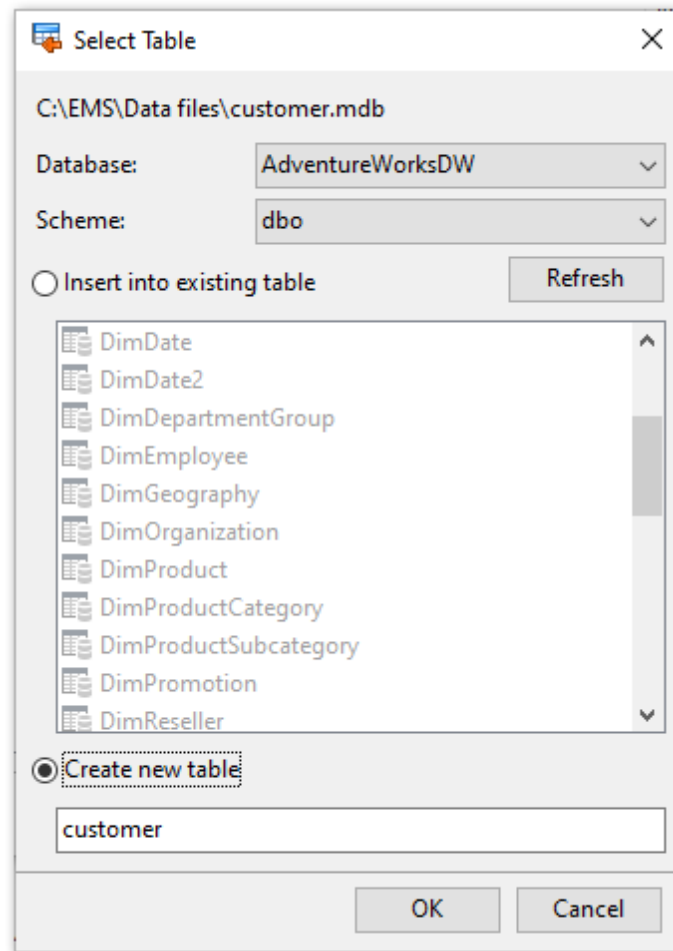 Select Table
C:\EMS\Data files\customer.mdb
Database: AdventureWorksDW
Scheme: dbo
Insert into existing table Refresh
DimDate
DimDate2
DimDepartmentGroup
DimEmployee
DimGeography
DimOrganization
DimProduct
DimProductCategory
DimProductSubcategory
DimPromotion
DimReseller
Create new table
customer
OK Cancel